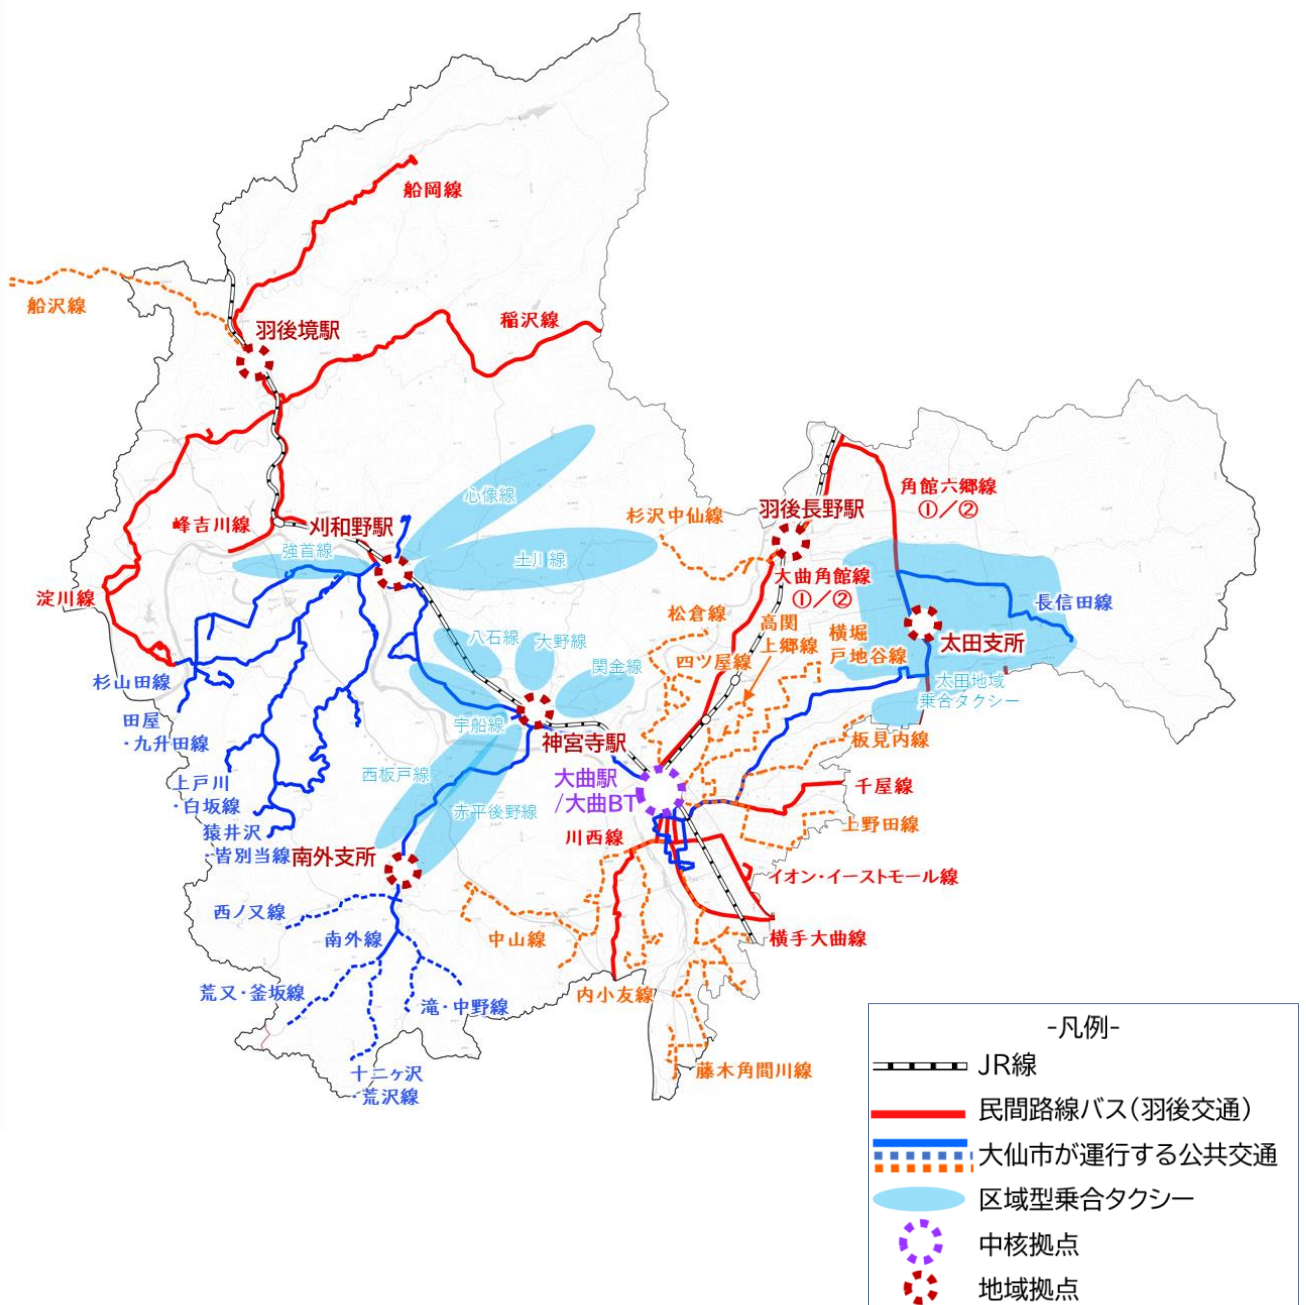 船岡線
船沢線
羽後境駅
稲沢線
心像線
角館六郷線
①/②
羽後長野駅
杉沢中仙線
峰吉川線
刈和野駅
強首線
土川線
大曲角館線
①/②
淀川線
長信田線
松倉線
高関
上郷線
横堀
戸地谷線
太田支所
八石線
大野線
関金線
四ツ屋線
杉山田線
太田地域
乗合タクシー
田屋
・九升田線
宇船線
神宮寺駅
板見内線
西板戸線
大曲駅
/大曲BT
上戸川
・白坂線
赤平後野線
千屋線
上野田線
猿井沢
・皆別当線
南外支所
川西線
イオン・イーストモール線
西ノ又線
南外線
中山線
横手大曲線
荒又・釜坂線
滝・中野線
内小友線
十二ヶ沢
・荒沢線
藤木角間川線
-凡例-
JR線
民間路線バス(羽後交通)
大仙市が運行する公共交通
区域型乗合タクシー
中核拠点
地域拠点